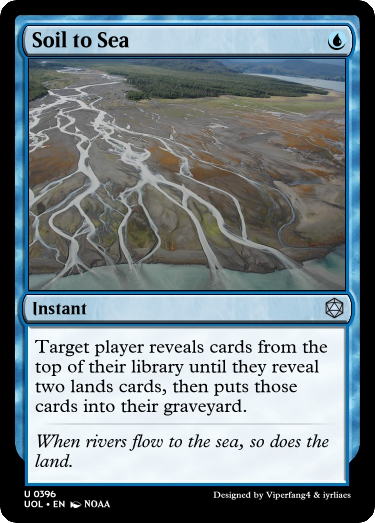 Soil to Sea
Instant
Target player reveals cards from the
top of their library until they reveal
two lands cards, then puts those
cards into their graveyard.
When rivers flow to the sea, so does the
land.
U 0396
UOL • EN NOAA
Designed by Viperfang4 & iyrliaes